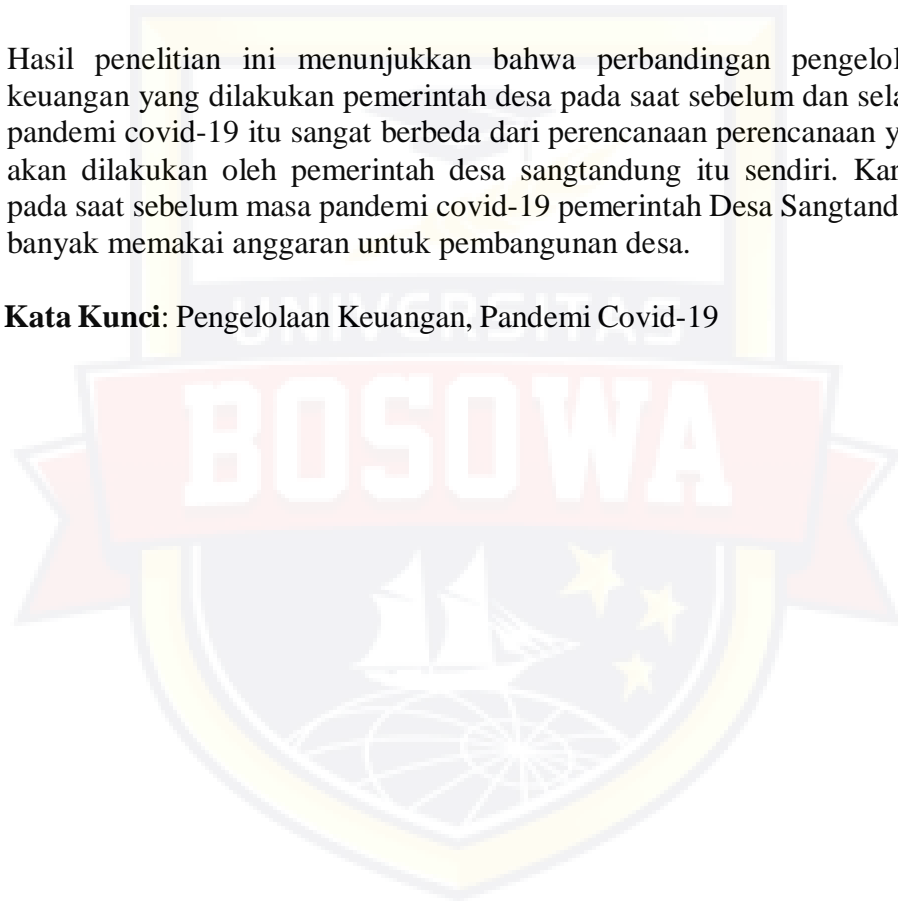 Hasil penelitian ini menunjukkan bahwa perbandingan pengelol
keuangan yang dilakukan pemerintah desa pada saat sebelum dan sela
pandemi covid-19 itu sangat berbeda dari perencanaan perencanaan y
akan dilakukan oleh pemerintah desa sangtandung itu sendiri. Kar
pada saat sebelum masa pandemi covid-19 pemerintah Desa Sangtand
banyak memakai anggaran untuk pembangunan desa.
Kata Kunci: Pengelolaan Keuangan, Pandemi Covid-19
UNIVERSITAS
BOSOWA